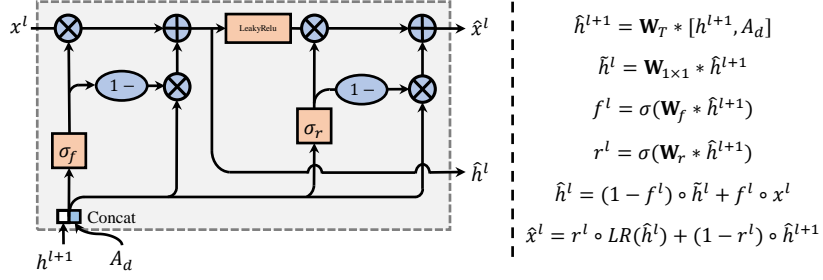 x^l
LeakyRelu
x̂^l
1 −
1 −
σ_f
σ_r
ĥ^l
Concat
h^{l+1}
A_d
ĥ^{l+1} = W_T ∗ [h^{l+1}, A_d]
h̃^l = W_{1×1} ∗ ĥ^{l+1}
f^l = σ(W_f ∗ ĥ^{l+1})
r^l = σ(W_r ∗ ĥ^{l+1})
ĥ^l = (1 − f^l) ∘ h̃^l + f^l ∘ x^l
x̂^l = r^l ∘ LR(ĥ^l) + (1 − r^l) ∘ ĥ^{l+1}